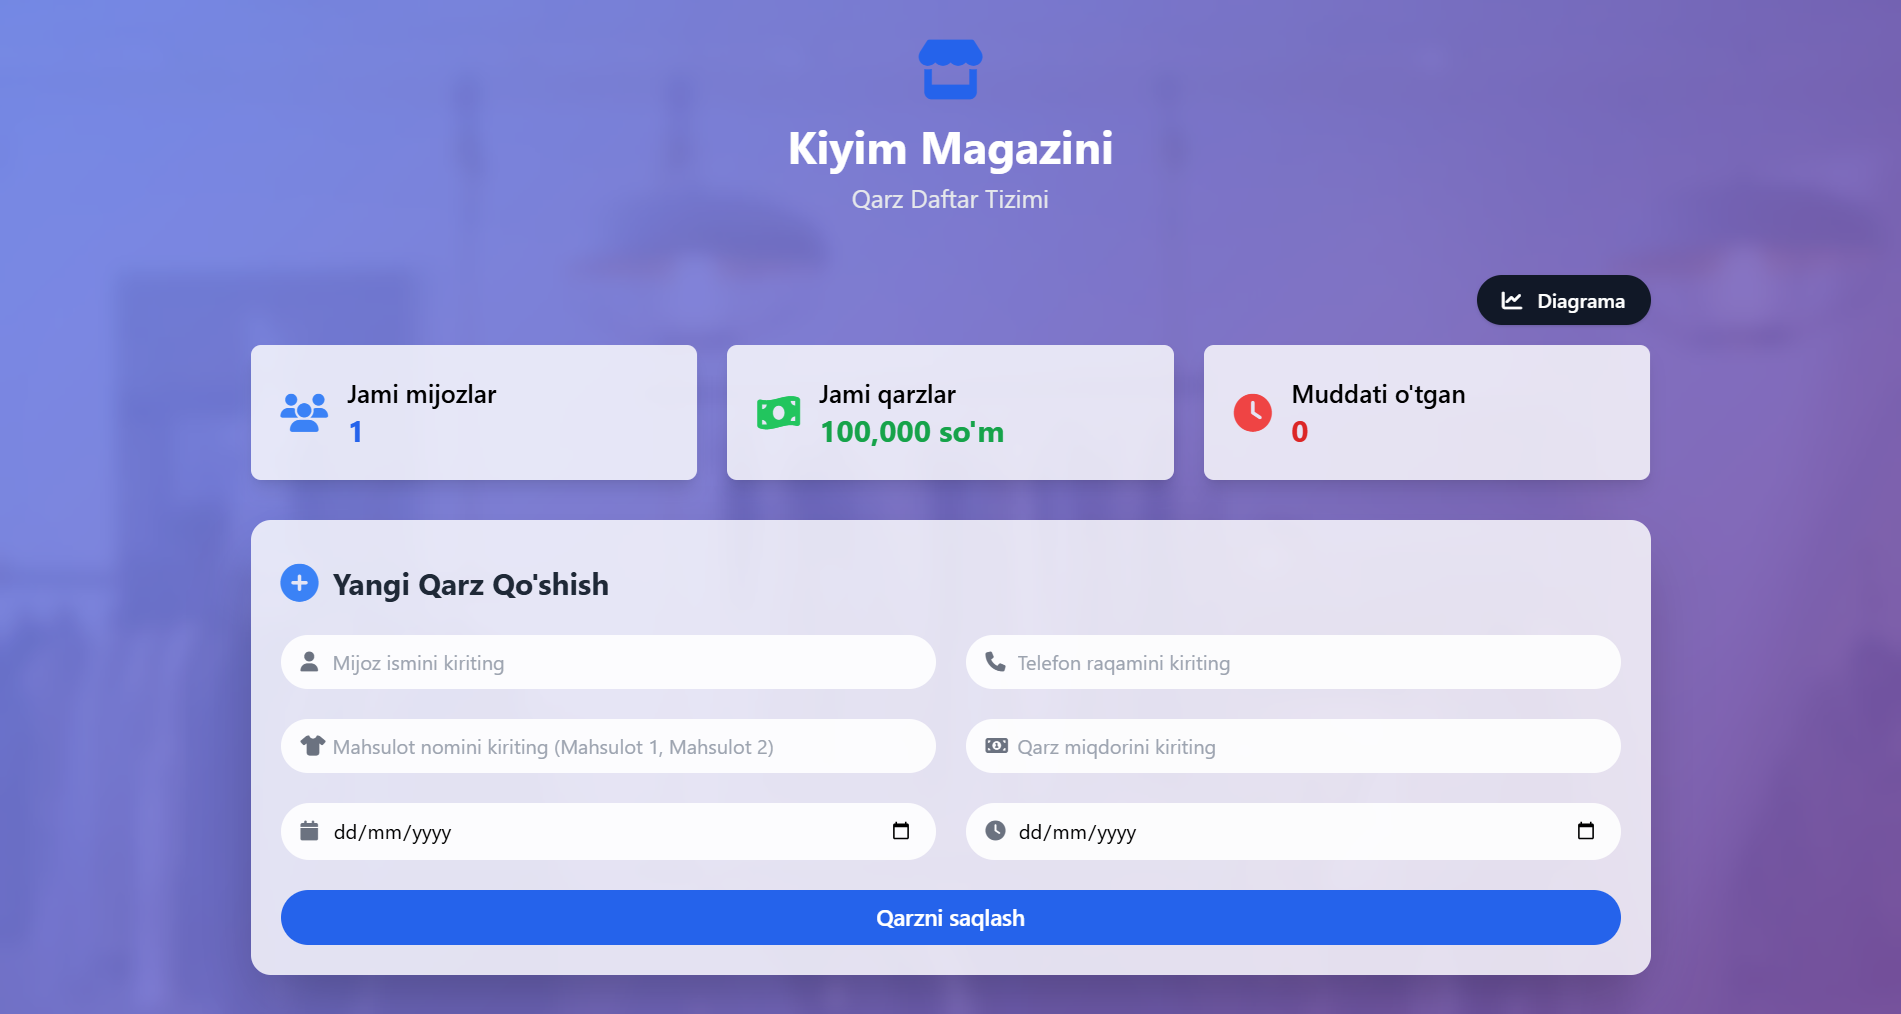 Kiyim Magazini
Qarz Daftar Tizimi
Diagrama
Jami mijozlar
1
Jami qarzlar
100,000 so'm
Muddati o'tgan
0
Yangi Qarz Qo'shish
Mijoz ismini kiriting
Telefon raqamini kiriting
Mahsulot nomini kiriting (Mahsulot 1, Mahsulot 2)
Qarz miqdorini kiriting
dd/mm/yyyy
dd/mm/yyyy
Qarzni saqlash